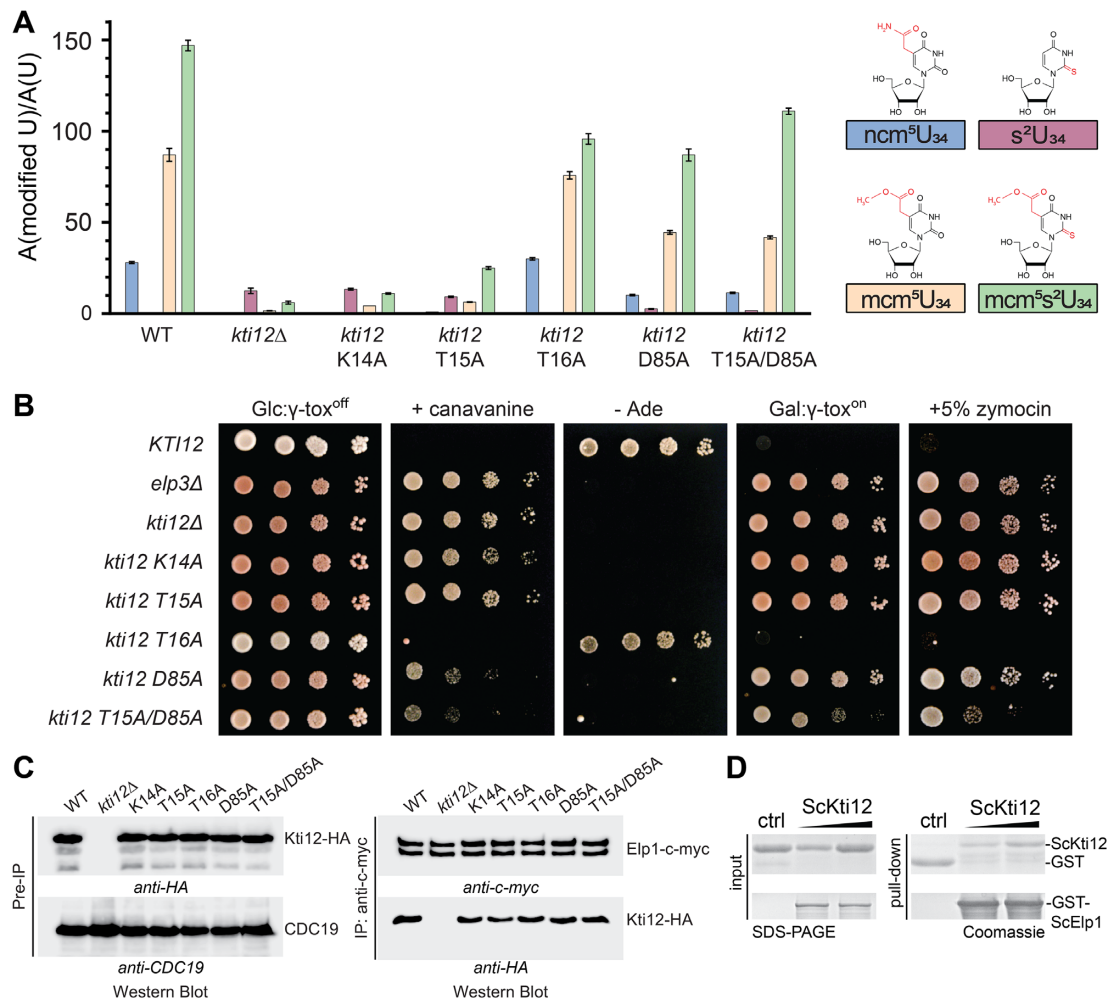 A
A(modified U)/A(U)
150
100
50
0
WT
kti12Δ
kti12
K14A
kti12
T15A
kti12
T16A
kti12
D85A
kti12
T15A/D85A
H₂N
O
O
NH
N
O
HO
O
OH
OH
ncm⁵U₃₄
O
NH
N
S
HO
O
OH
OH
s²U₃₄
H₃C
O
O
O
NH
N
O
HO
O
OH
OH
mcm⁵U₃₄
H₃C
O
O
O
NH
N
S
HO
O
OH
OH
mcm⁵s²U₃₄
B
Glc:γ-tox^off
+ canavanine
- Ade
Gal:γ-tox^on
+5% zymocin
KTI12
elp3Δ
kti12Δ
kti12 K14A
kti12 T15A
kti12 T16A
kti12 D85A
kti12 T15A/D85A
C
WT
kti12Δ
K14A
T15A
T16A
D85A
T15A/D85A
Pre-IP
Kti12-HA
anti-HA
CDC19
anti-CDC19
Western Blot
WT
kti12Δ
K14A
T15A
T16A
D85A
T15A/D85A
IP: anti-c-myc
Elp1-c-myc
anti-c-myc
Kti12-HA
anti-HA
Western Blot
D
ctrl
ScKti12
input
SDS-PAGE
ctrl
ScKti12
pull-down
-ScKti12
-GST
-GST-
ScElp1
Coomassie